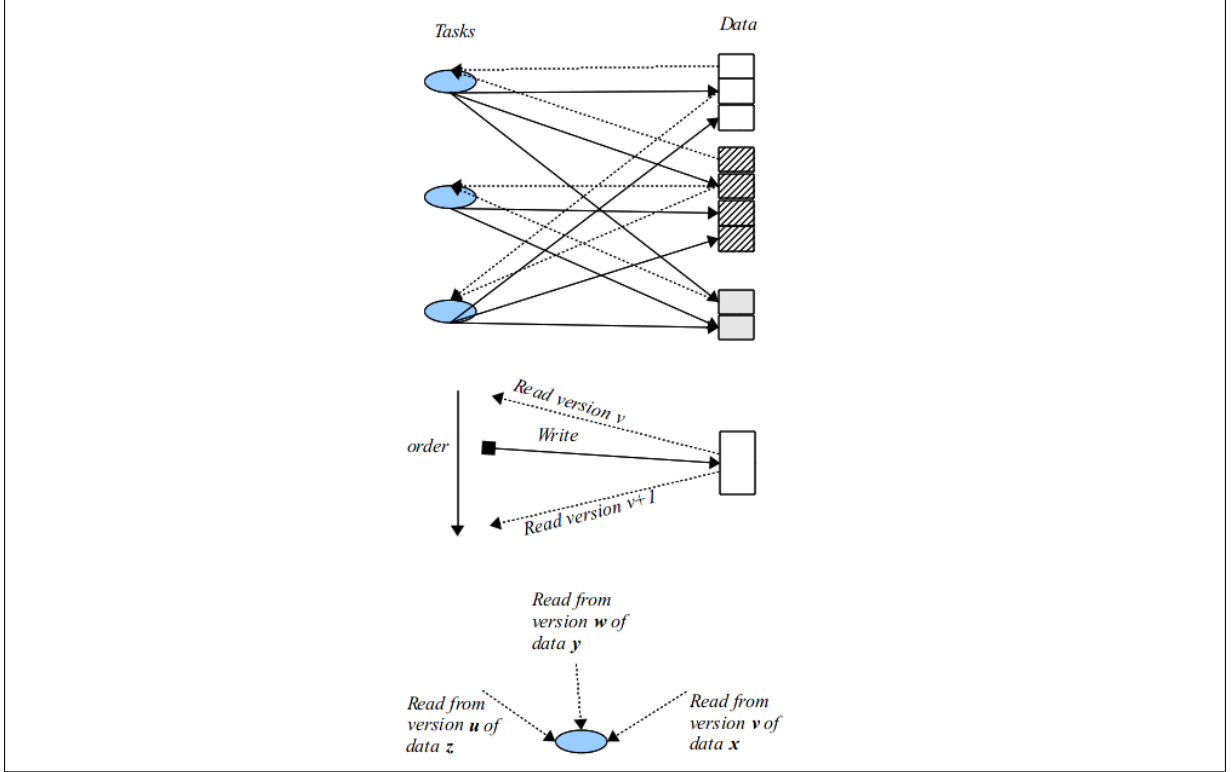 Tasks
Data
Read version v
Write
order
Read version v+1
Read from
version w of
data y
Read from
version u of
data z
Read from
version v of
data x